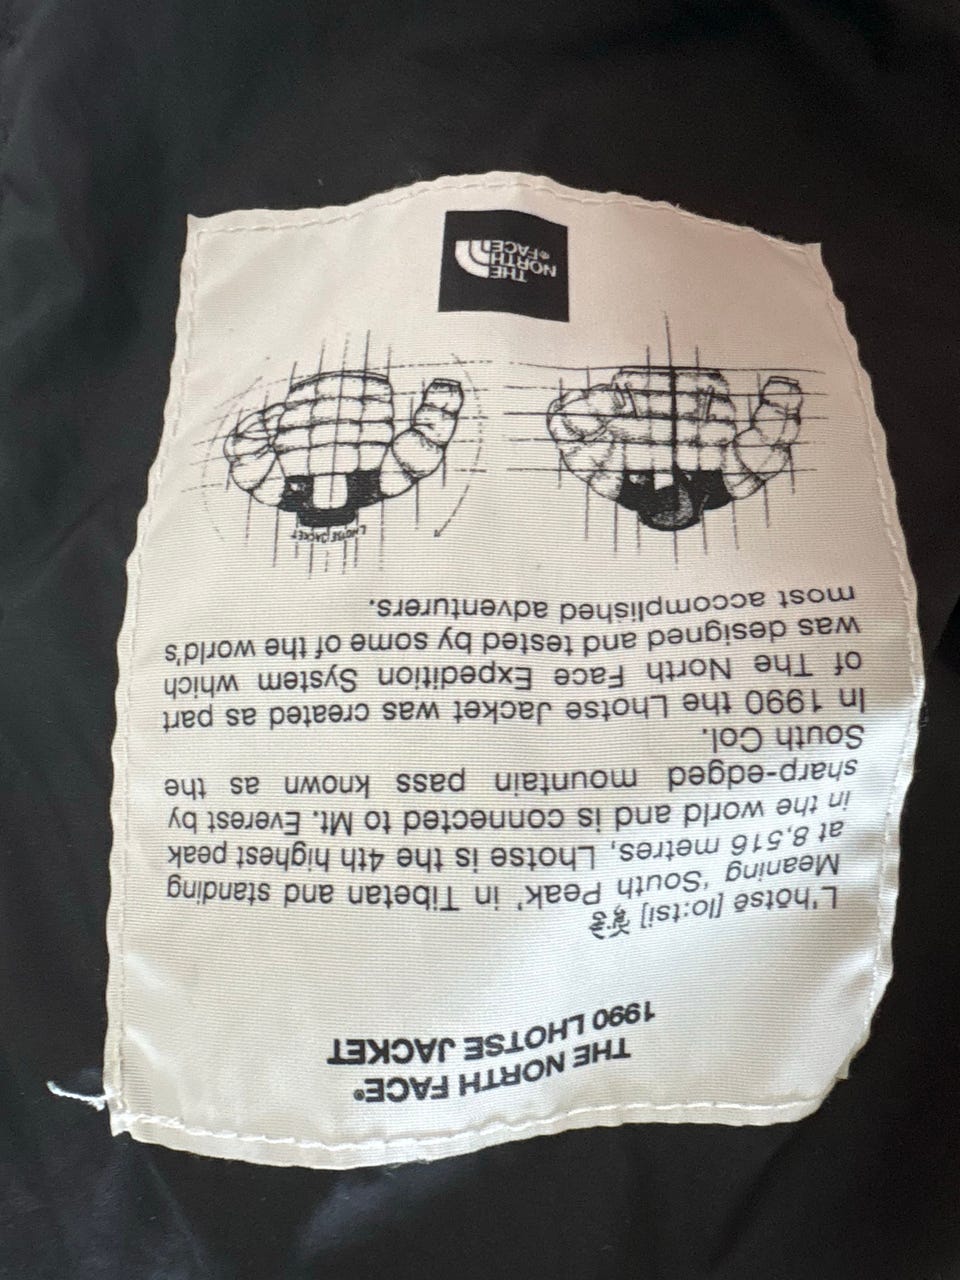 THE NORTH FACE®
1990 LHOTSE JACKET
L'hōtsē [lo:tsi]
Meaning 'South Peak' in Tibetan and standing
at 8,516 metres, Lhotse is the 4th highest peak
in the world and is connected to Mt. Everest by
sharp-edged mountain pass known as the
South Col.
In 1990 the Lhotse Jacket was created as part
of The North Face Expedition System which
was designed and tested by some of the world's
most accomplished adventurers.
LHOTSE JACKET
THE
NORTH
FACE®